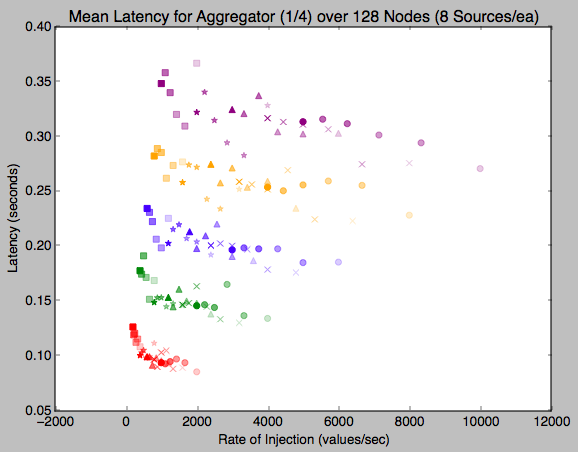 Mean Latency for Aggregator (1/4) over 128 Nodes (8 Sources/ea)
0.40
0.35
0.30
0.25
0.20
0.15
0.10
0.05
Latency (seconds)
−2000 0 2000 4000 6000 8000 10000 12000
Rate of Injection (values/sec)